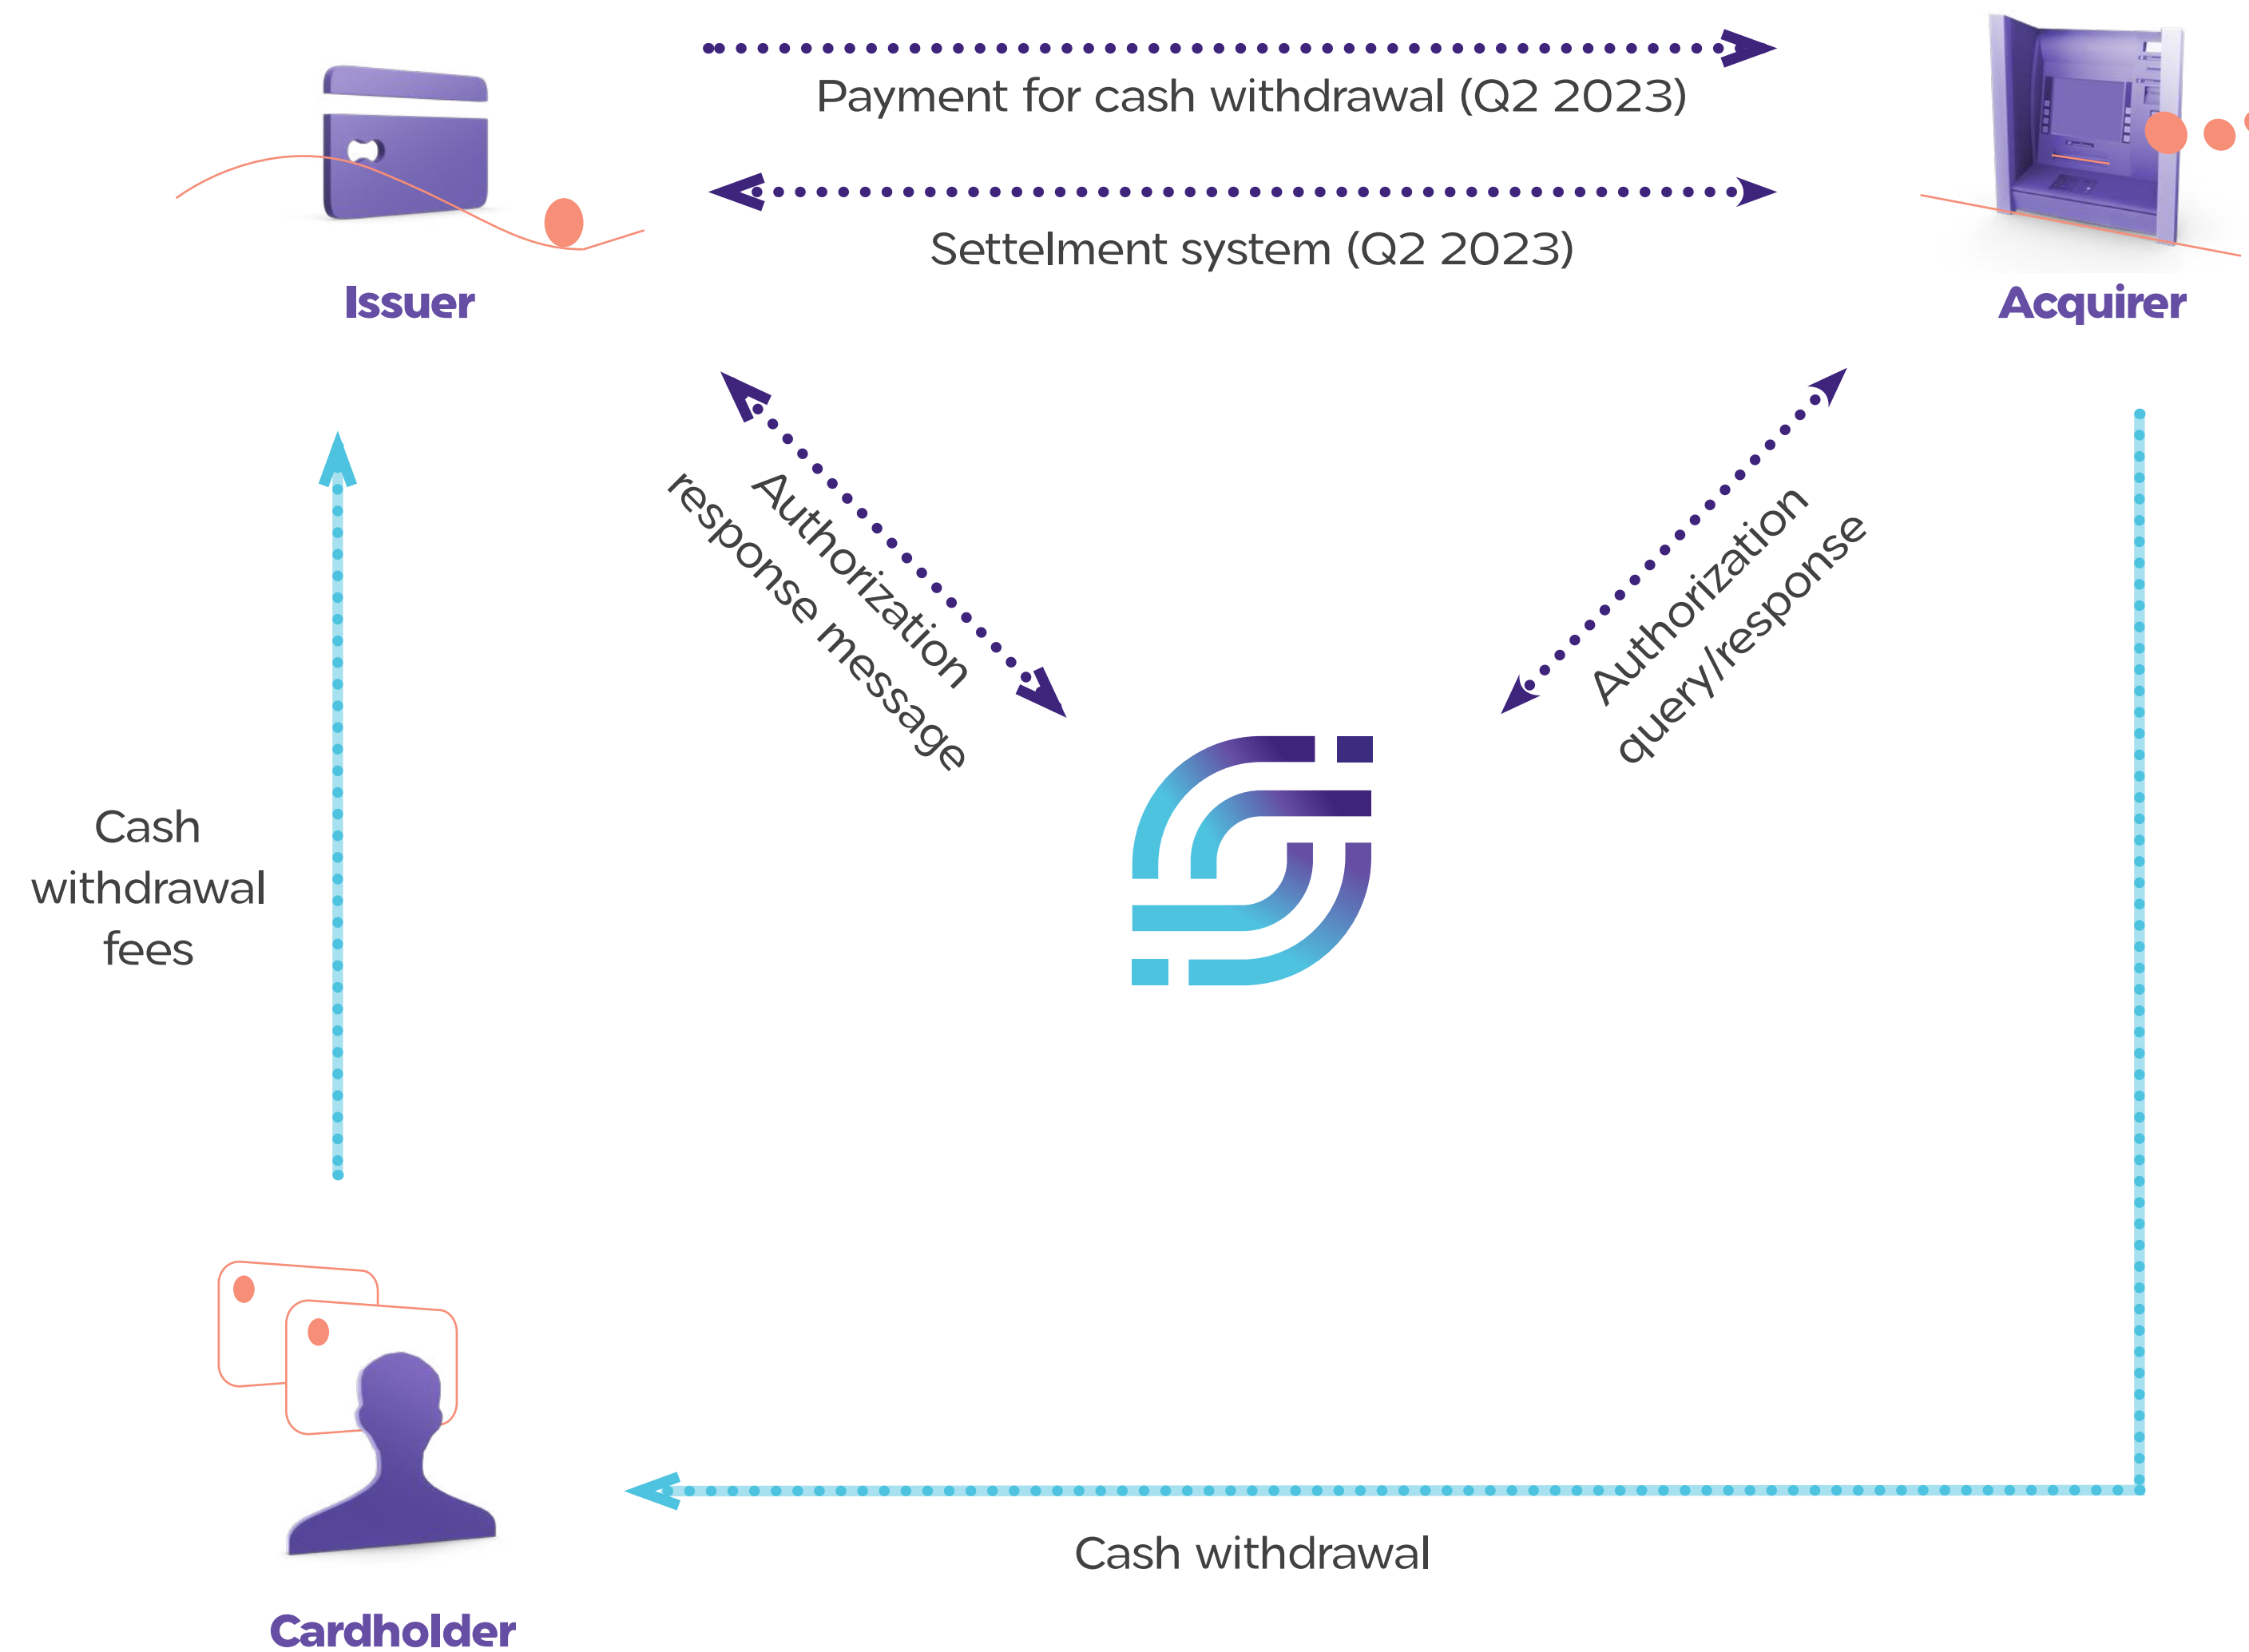 Payment for cash withdrawal (Q2 2023)
Settelment system (Q2 2023)
Issuer
Acquirer
Authorization
response message
Authorization
query/response
Cash
withdrawal
fees
Cash withdrawal
Cardholder